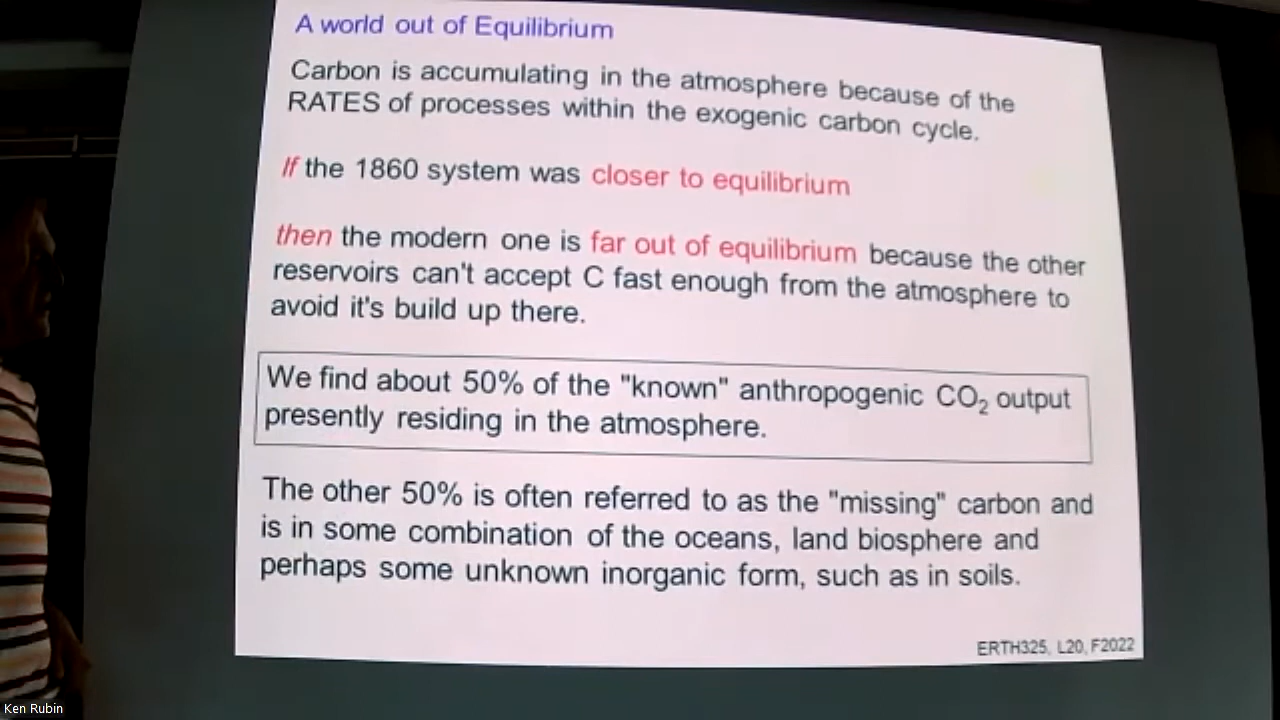 A world out of Equilibrium
Carbon is accumulating in the atmosphere because of the
RATES of processes within the exogenic carbon cycle.
If the 1860 system was closer to equilibrium
then the modern one is far out of equilibrium because the other
reservoirs can't accept C fast enough from the atmosphere to
avoid it's build up there.
We find about 50% of the "known" anthropogenic CO₂ output
presently residing in the atmosphere.
The other 50% is often referred to as the "missing" carbon and
is in some combination of the oceans, land biosphere and
perhaps some unknown inorganic form, such as in soils.
ERTH325, L20, F2022
Ken Rubin